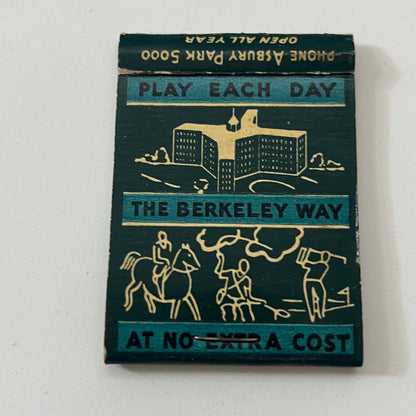 OPEN ALL YEAR
PHONE ASBURY PARK 5000
PLAY EACH DAY
THE BERKELEY WAY
AT NO EXTRA COST